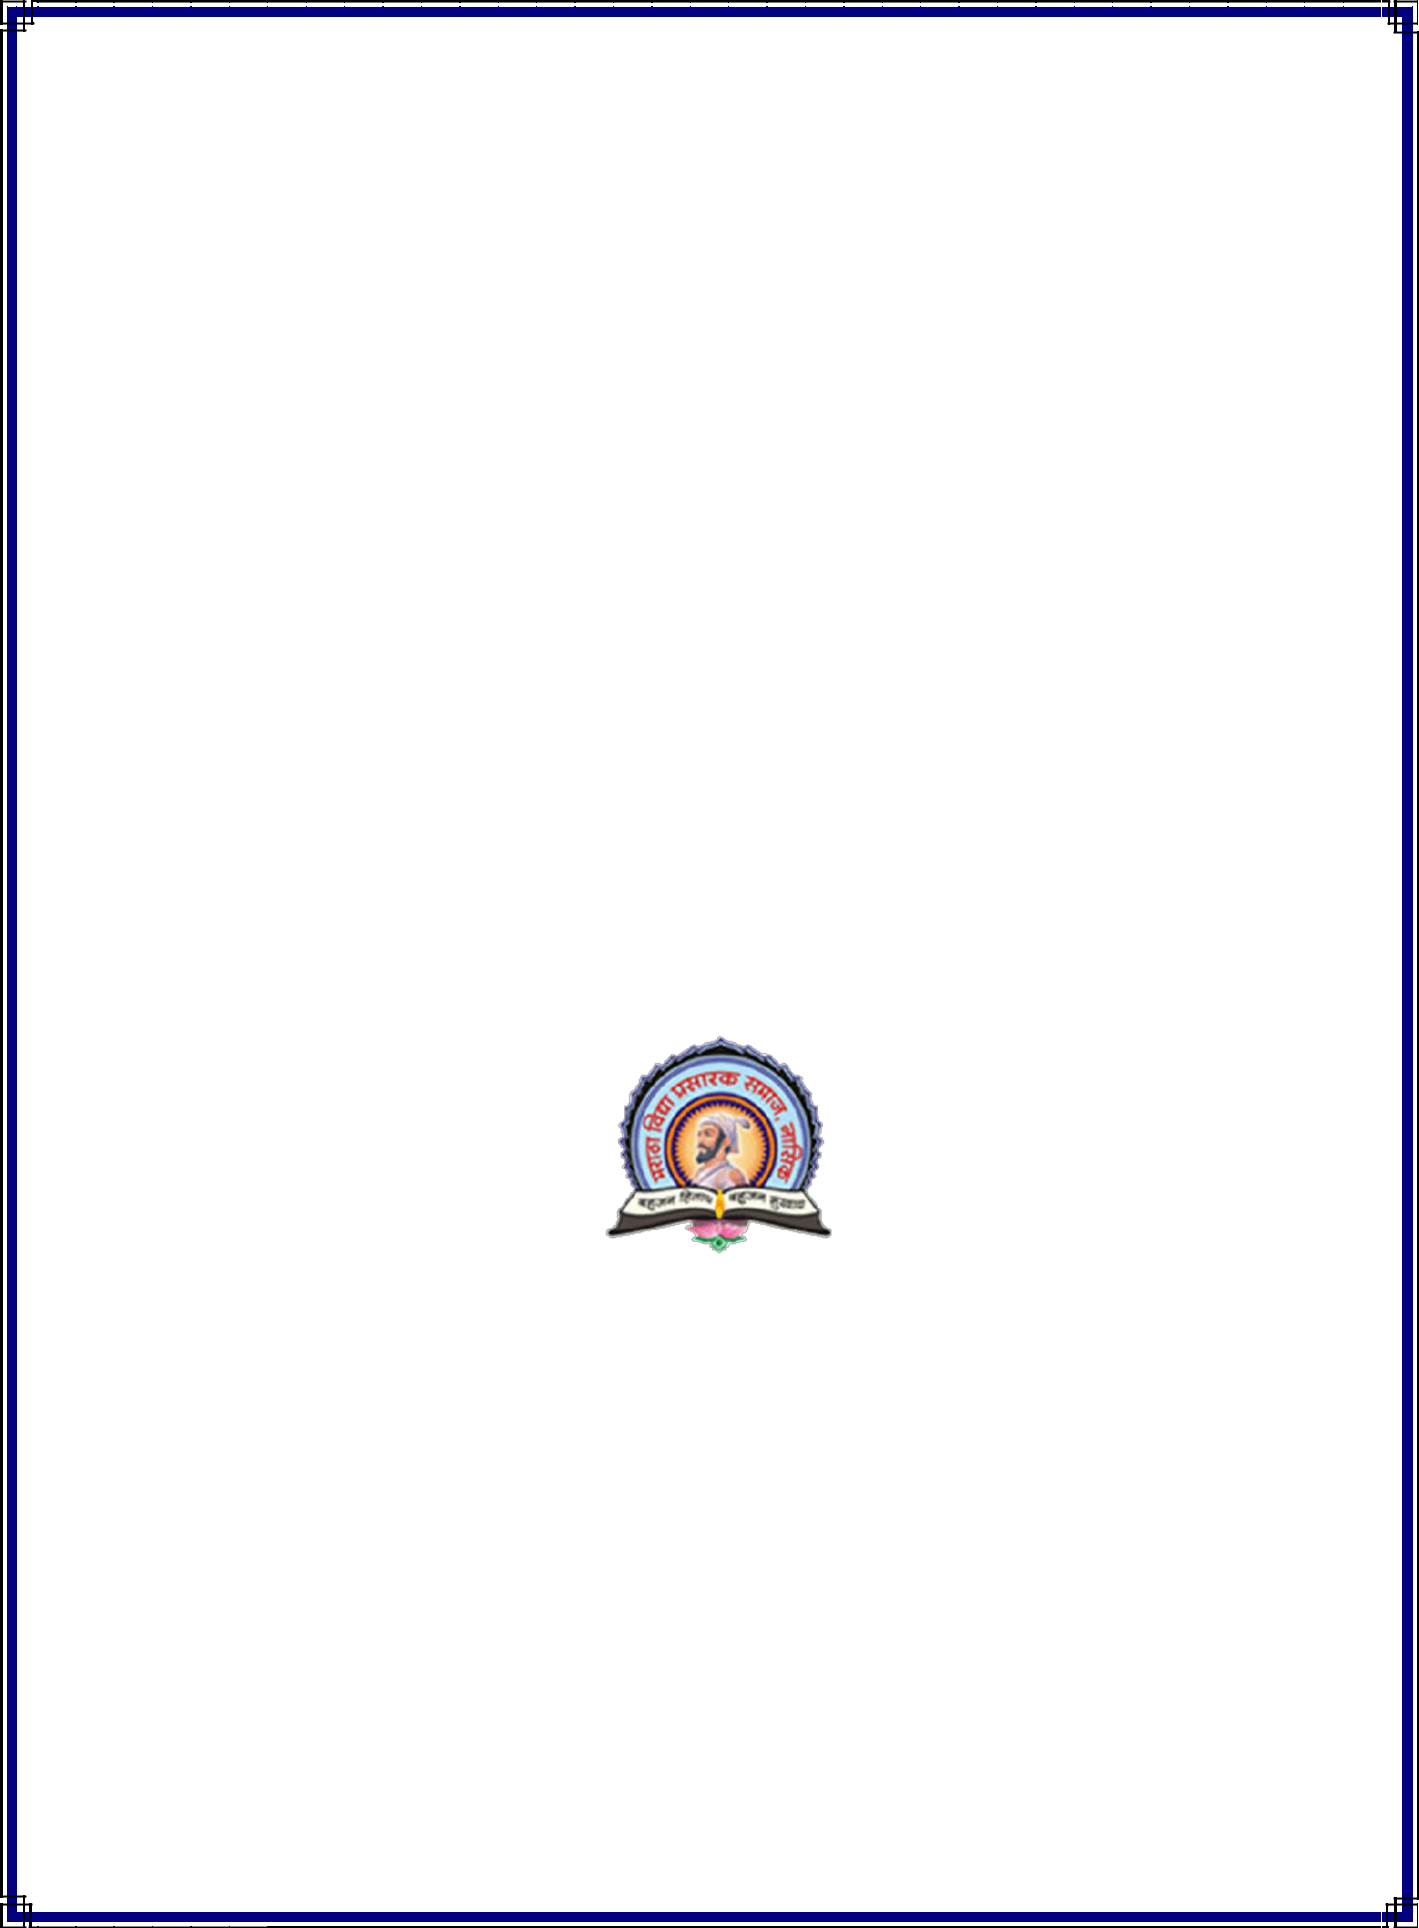 मराठा विद्या प्रसारक समाज, नाशिक
बहुजन हिताय बहुजन सुखाय